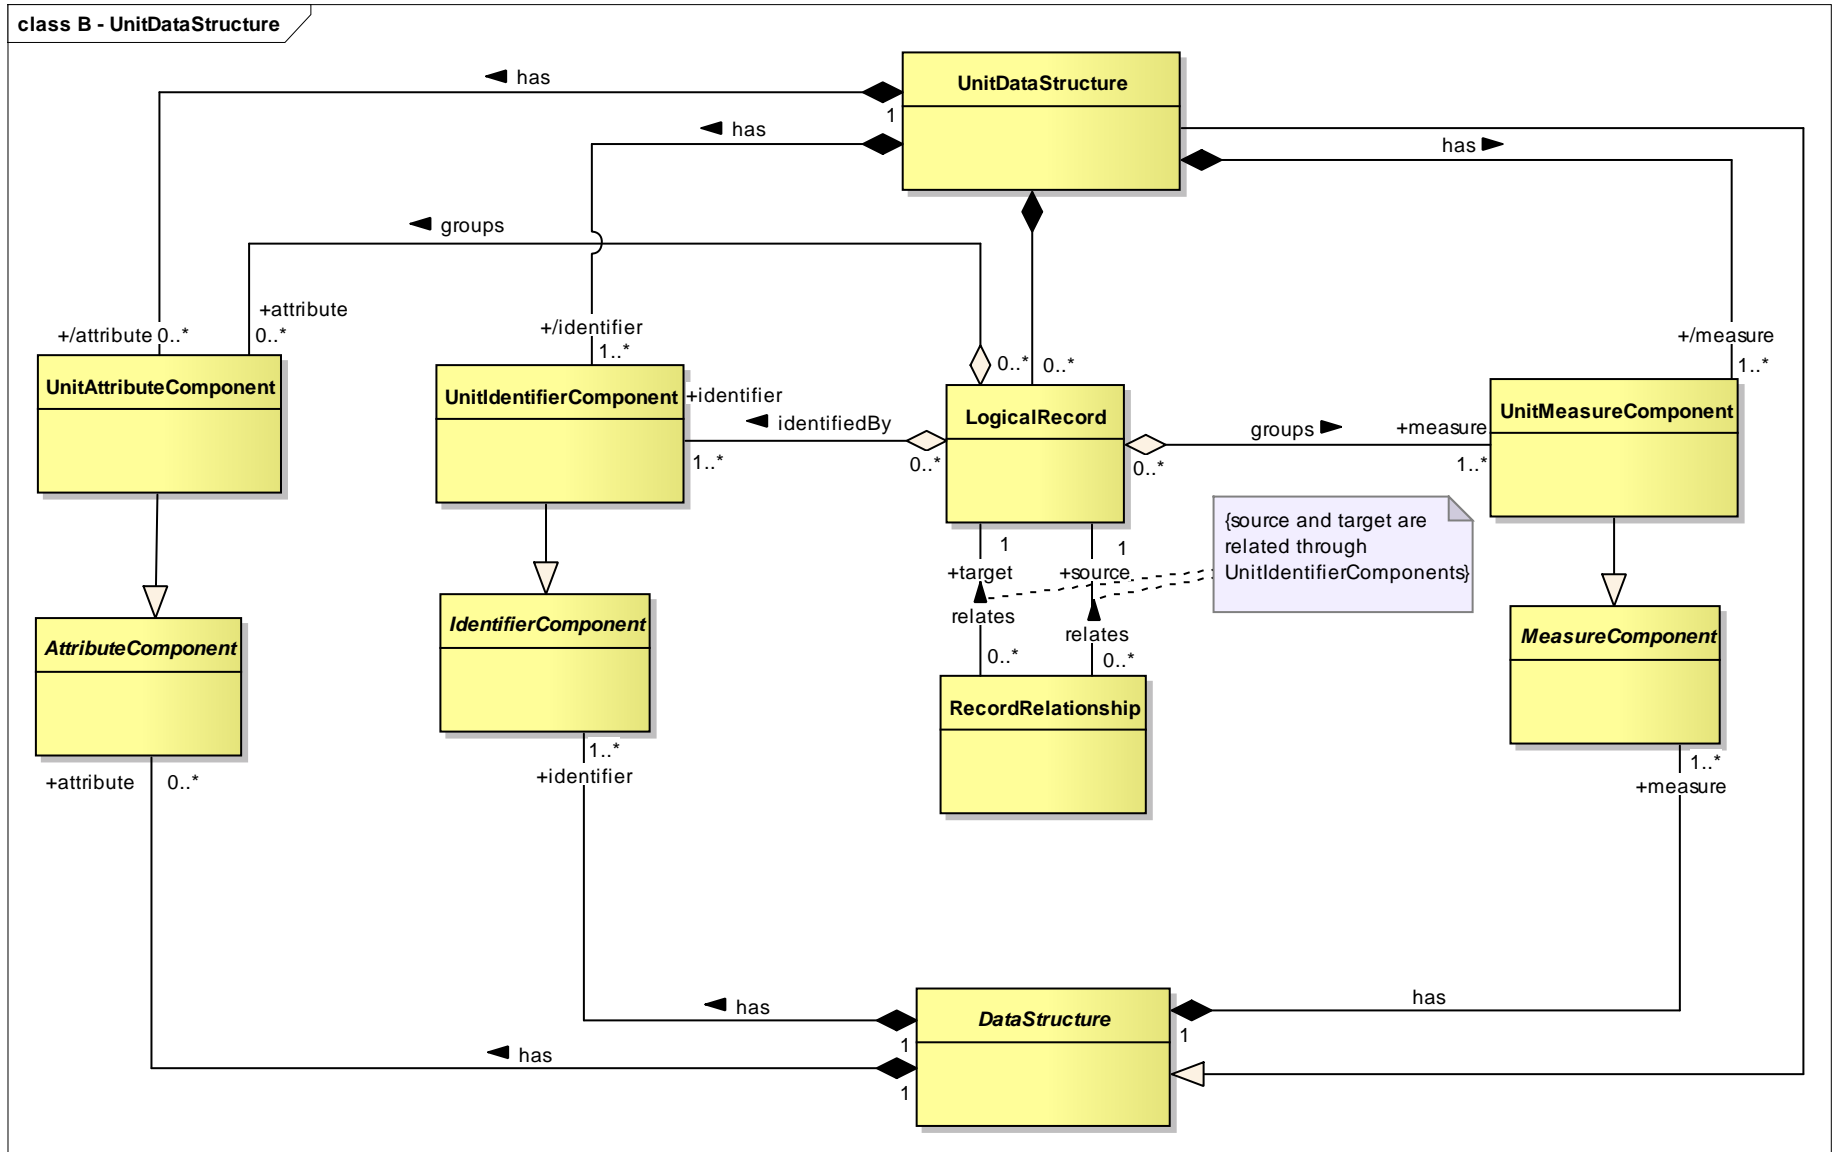 class B - UnitDataStructure
UnitDataStructure
has
1
has
has
groups
+attribute
0..*
+/attribute 0..*
+/identifier
1..*
0..*
0..*
+/measure
1..*
UnitAttributeComponent
UnitIdentifierComponent
+identifier
identifiedBy
1..*
0..*
LogicalRecord
groups
+measure
0..*
1..*
UnitMeasureComponent
{source and target are
related through
UnitIdentifierComponents}
1
+target
relates
0..*
1
+source
relates
0..*
AttributeComponent
IdentifierComponent
RecordRelationship
MeasureComponent
+attribute
0..*
1..*
+identifier
1..*
+measure
has
1
has
1
has
1
DataStructure